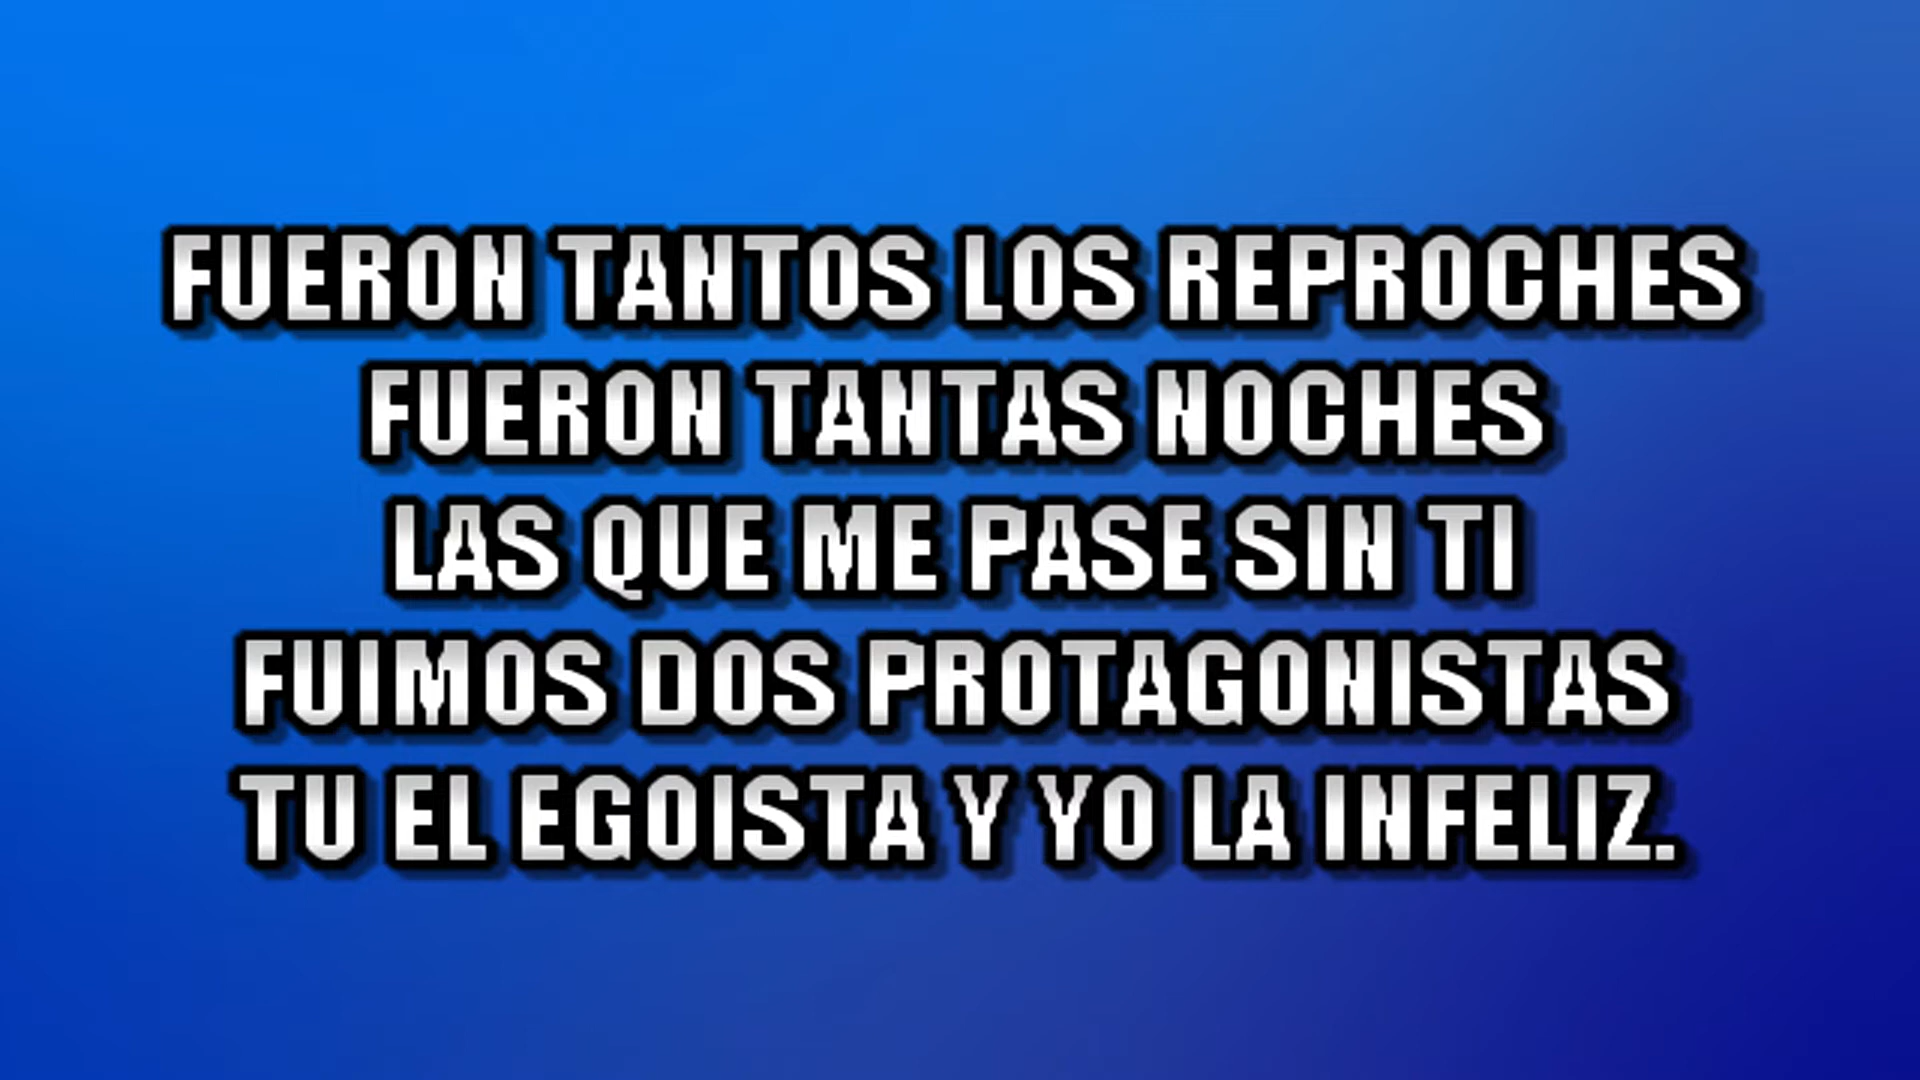 FUERON TANTOS LOS REPROCHES
FUERON TANTAS NOCHES
LAS QUE ME PASE SIN TI
FUIMOS DOS PROTAGONISTAS
TU EL EGOISTA Y YO LA INFELIZ.